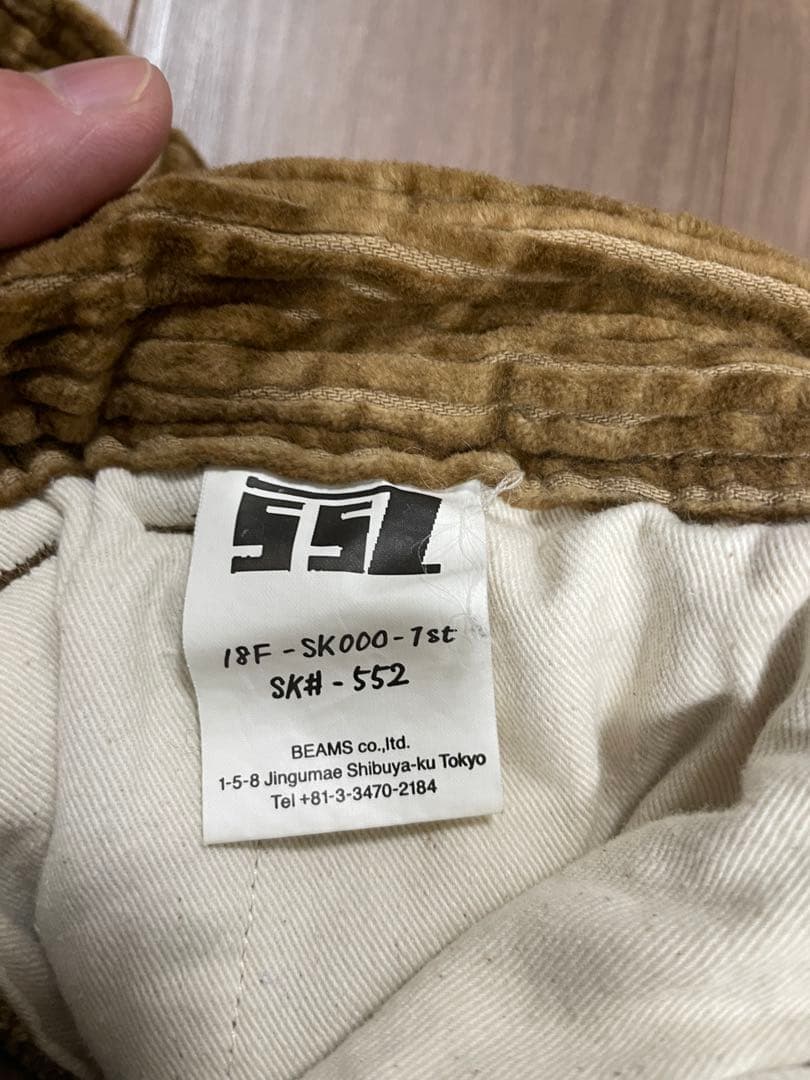 SSZ
18F-SK000-1st
SK#-552
BEAMS co.,ltd.
1-5-8 Jingumae Shibuya-ku Tokyo
Tel +81-3-3470-2184